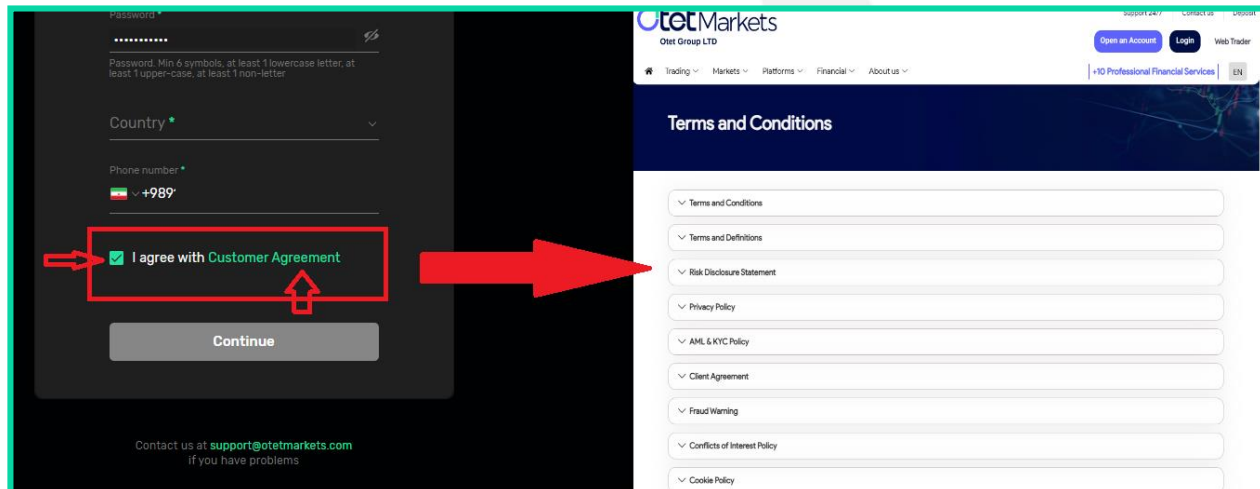 Password *
•••••••••••
Password. Min 6 symbols, at least 1 lowercase letter, at
least 1 upper-case, at least 1 non-letter
Country *
Phone number *
+989
I agree with Customer Agreement
Continue
Contact us at support@otetmarkets.com
if you have problems
OtetMarkets
Otet Group LTD
Support 24/7 Contact us Deposit
Open an Account Login Web Trader
Trading Markets Platforms Financial About us
+10 Professional Financial Services EN
Terms and Conditions
Terms and Conditions
Terms and Definitions
Risk Disclosure Statement
Privacy Policy
AML & KYC Policy
Client Agreement
Fraud Warning
Conflicts of Interest Policy
Cookie Policy